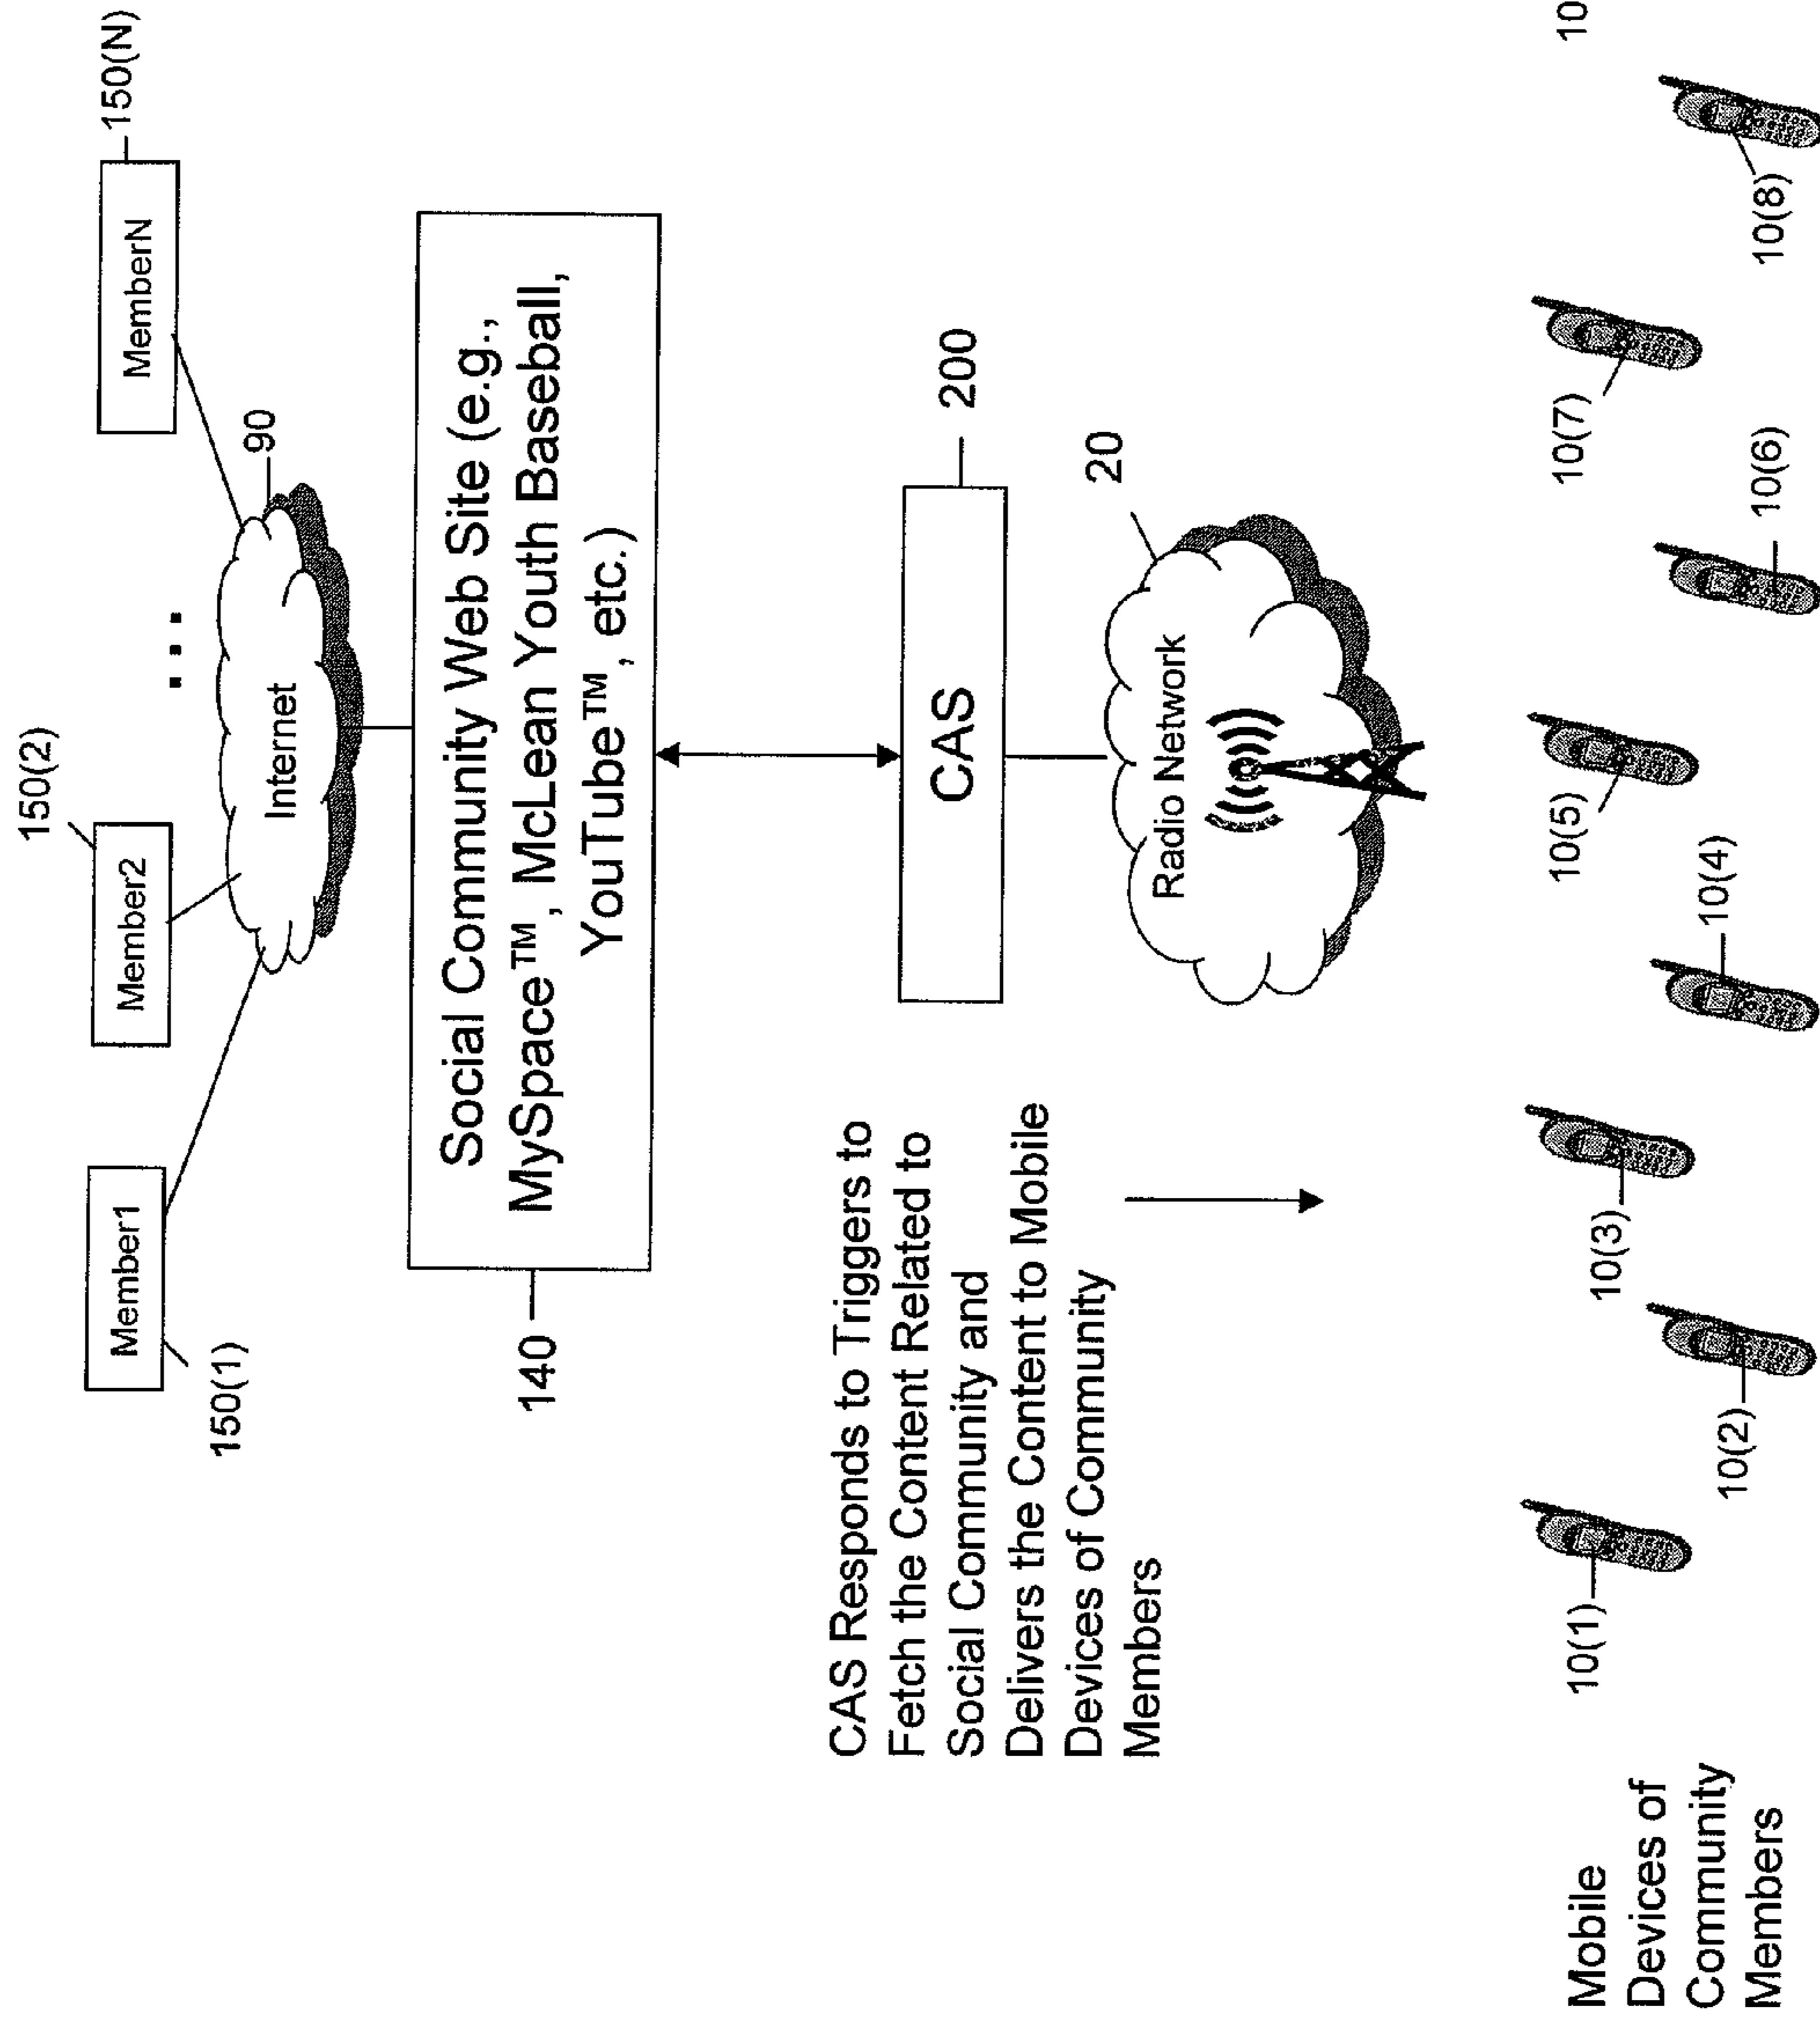 150(1)
Member1
150(2)
Member2
...
MemberN
150(N)
Internet
90
140
Social Community Web Site (e.g.,
MySpace™, McLean Youth Baseball,
YouTube™, etc.)
CAS
200
CAS Responds to Triggers to
Fetch the Content Related to
Social Community and
Delivers the Content to Mobile
Devices of Community
Members
Radio Network
20
Mobile
Devices of
Community
Members
10(1)
10(2)
10(3)
10(4)
10(5)
10(6)
10(7)
10(8)
10